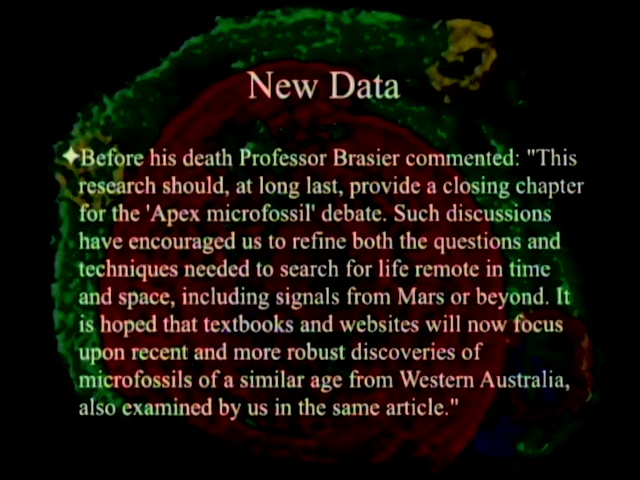 New Data
Before his death Professor Brasier commented: "This
research should, at long last, provide a closing chapter
for the 'Apex microfossil' debate. Such discussions
have encouraged us to refine both the questions and
techniques needed to search for life remote in time
and space, including signals from Mars or beyond. It
is hoped that textbooks and websites will now focus
upon recent and more robust discoveries of
microfossils of a similar age from Western Australia,
also examined by us in the same article."